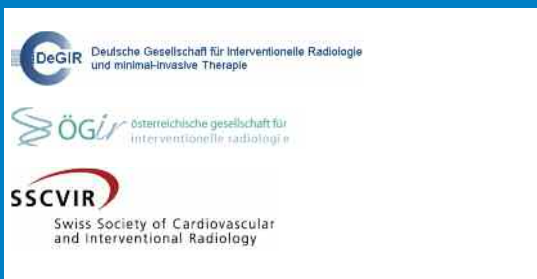 DeGIR
Deutsche Gesellschaft für Interventionelle Radiologie
und minimal-invasive Therapie
ÖGir
österreichische gesellschaft für
interventionelle radiologie
SSCVIR
Swiss Society of Cardiovascular
and Interventional Radiology